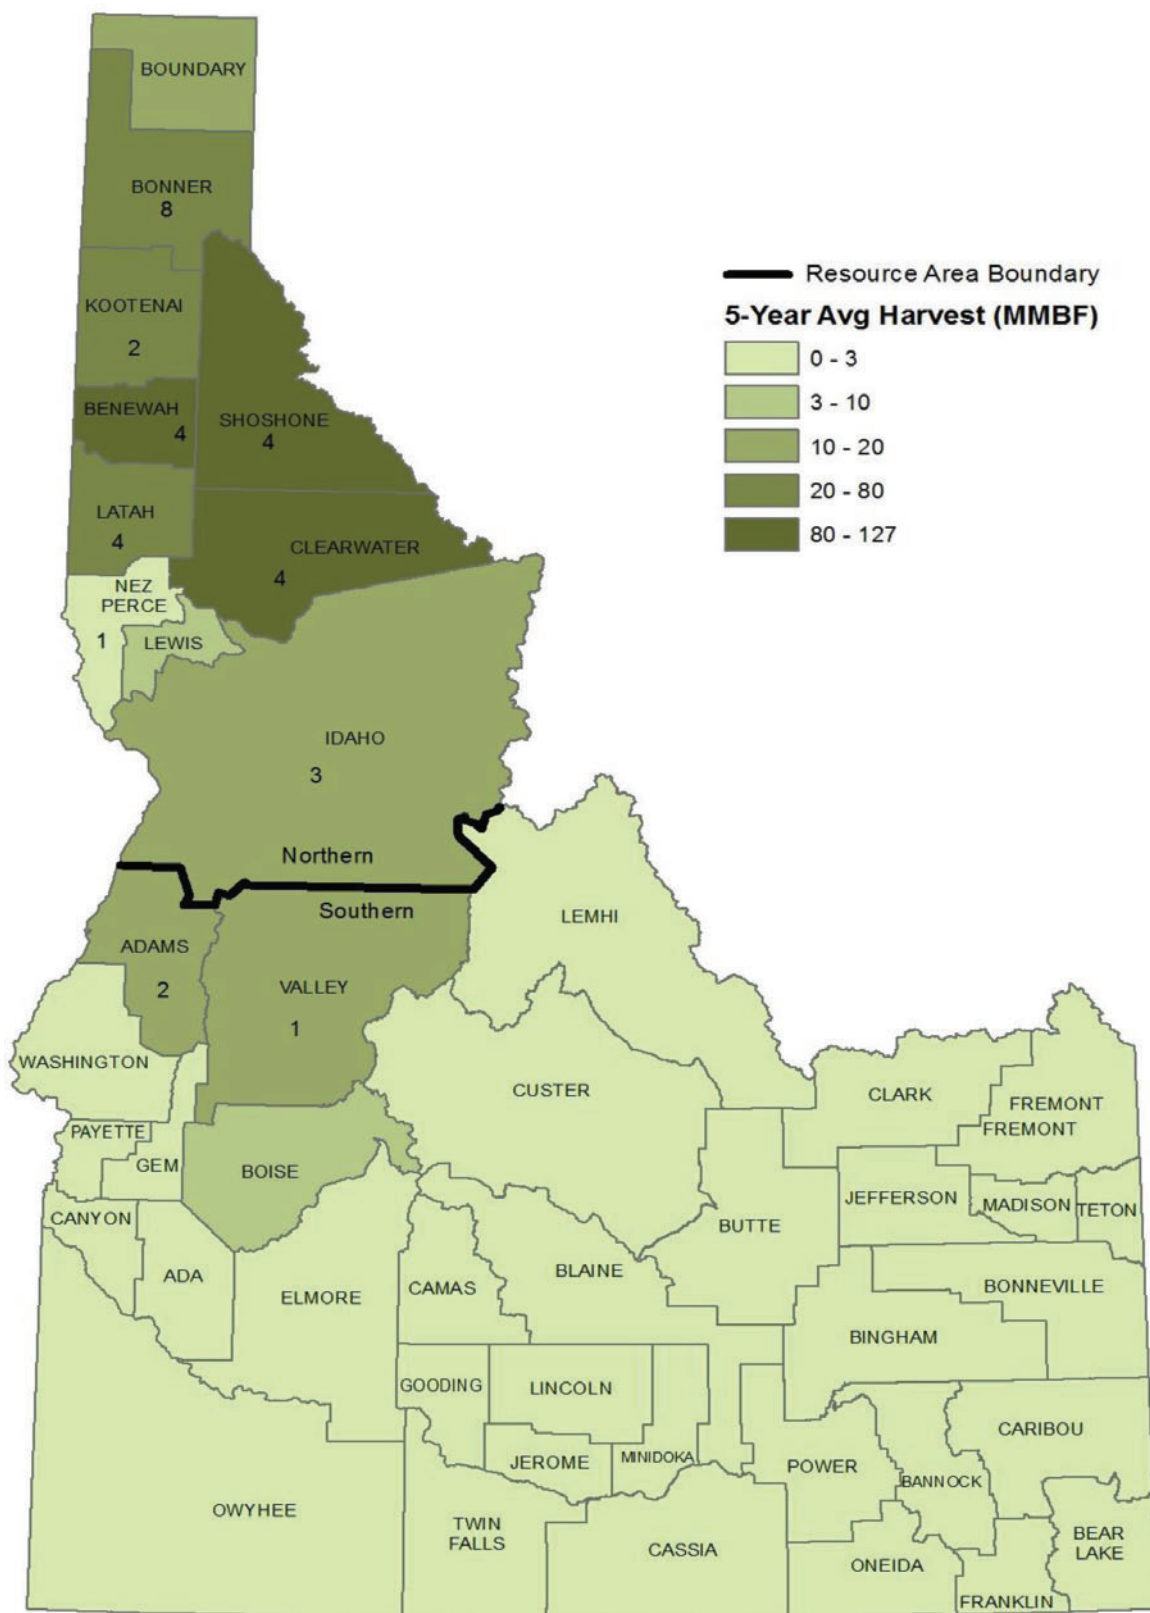 BOUNDARY
BONNER
8
Resource Area Boundary
5-Year Avg Harvest (MMBF)
0 - 3
3 - 10
10 - 20
20 - 80
80 - 127
KOOTENAI
2
BENEWAH
4
SHOSHONE
4
LATAH
4
CLEARWATER
4
NEZ
PERCE
1
LEWIS
IDAHO
3
Northern
Southern
LEMHI
ADAMS
2
VALLEY
1
WASHINGTON
CUSTER
CLARK
FREMONT
FREMONT
PAYETTE
GEM
BOISE
JEFFERSON
MADISON
TETON
CANYON
BUTTE
ADA
ELMORE
CAMAS
BLAINE
BONNEVILLE
BINGHAM
GOODING
LINCOLN
CARIBOU
JEROME
MINIDOKA
POWER
BANNOCK
OWYHEE
TWIN
FALLS
CASSIA
ONEIDA
BEAR
LAKE
FRANKLIN